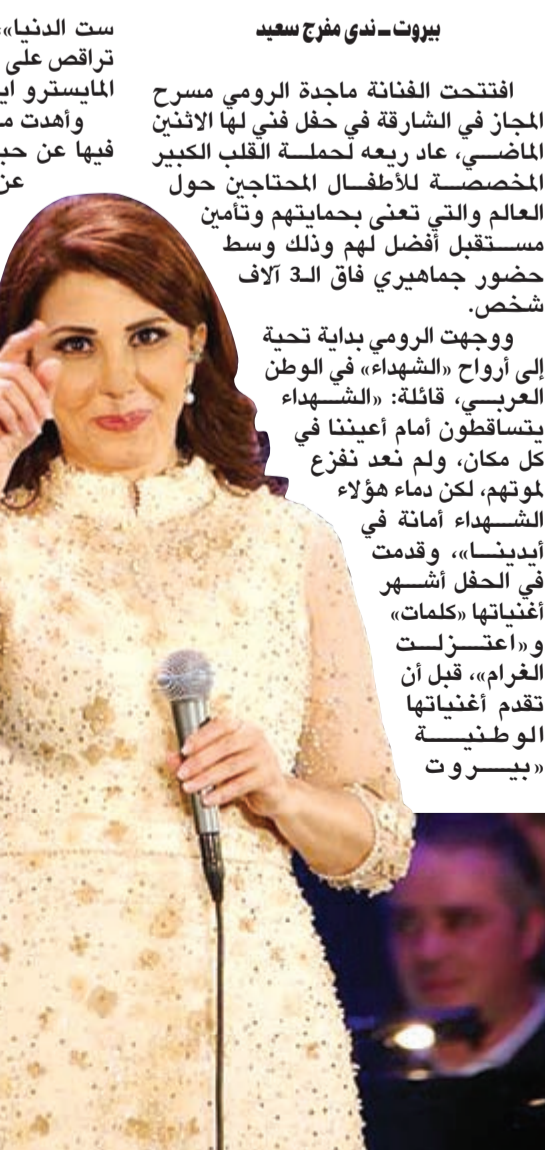 بيروت ـ ندى مفرج سعيد
افتتحت الفنانة ماجدة الرومي مسرح
المجاز في الشارقة في حفل فني لها الاثنين
الماضي، عاد ريعه لحملة القلب الكبير
المخصصة للأطفال المحتاجين حول
العالم والتي تعنى بحمايتهم وتأمين
مستقبل أفضل لهم وذلك وسط
حضور جماهيري فاق الـ3 آلاف
شخص.
ووجهت الرومي بداية تحية
إلى أرواح «الشهداء» في الوطن
العربي، قائلة: «الشهداء
يتساقطون أمام أعيننا في
كل مكان، ولم نعد نفزع
لموتهم، لكن دماء هؤلاء
الشهداء أمانة في
أيدينا»، وقدمت
في الحفل أشهر
أغنياتها «كلمات»
و«اعتزلت
الغرام»، قبل أن
تقدم أغنياتها
الوطنية
«بيروت
ست الدنيا»
تراقص على
المايسترو
وأهدت
فيها عن
عن